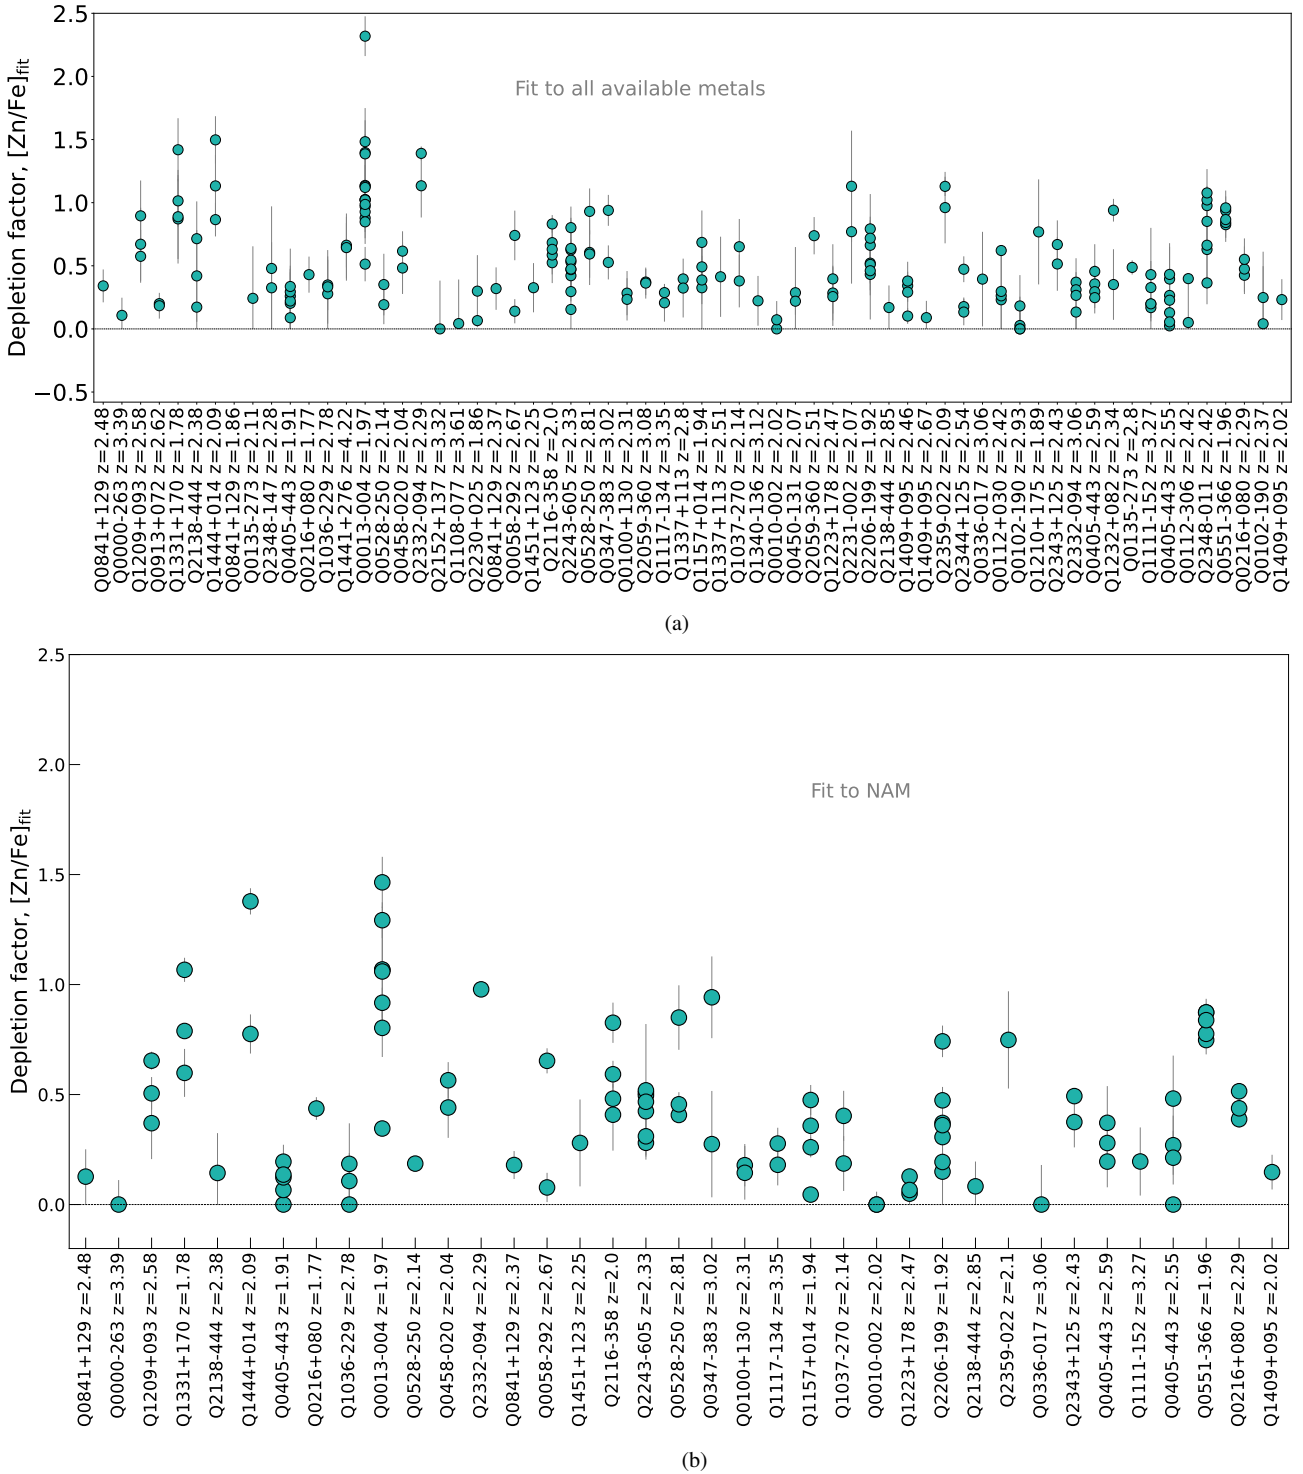 2.5
2.0
1.5
1.0
0.5
0.0
−0.5
Depletion factor, [Zn/Fe]fit
Fit to all available metals
Q0841+129 z=2.48
Q0000-263 z=3.39
Q1209+093 z=2.58
Q0913+072 z=2.62
Q1331+170 z=1.78
Q2138-444 z=2.38
Q1444+014 z=2.09
Q0841+129 z=1.86
Q0135-273 z=2.11
Q2348-147 z=2.28
Q0405-443 z=1.91
Q0216+080 z=1.77
Q1036-229 z=2.78
Q1441+276 z=4.22
Q0013-004 z=1.97
Q0528-250 z=2.14
Q0458-020 z=2.04
Q2332-094 z=2.29
Q2152+137 z=3.32
Q1108-077 z=3.61
Q2230+025 z=1.86
Q0841+129 z=2.37
Q0058-292 z=2.67
Q1451+123 z=2.25
Q2116-358 z=2.0
Q2243-605 z=2.33
Q0528-250 z=2.81
Q0347-383 z=3.02
Q0100+130 z=2.31
Q2059-360 z=3.08
Q1117-134 z=3.35
Q1337+113 z=2.8
Q1157+014 z=1.94
Q1337+113 z=2.51
Q1037-270 z=2.14
Q1340-136 z=3.12
Q0010-002 z=2.02
Q0450-131 z=2.07
Q2059-360 z=2.51
Q1223+178 z=2.47
Q2231-002 z=2.07
Q2206-199 z=1.92
Q2138-444 z=2.85
Q1409+095 z=2.46
Q1409+095 z=2.67
Q2359-022 z=2.09
Q2344+125 z=2.54
Q0336-017 z=3.06
Q0112+030 z=2.42
Q0102-190 z=2.93
Q1210+175 z=1.89
Q2343+125 z=2.43
Q2332-094 z=3.06
Q0405-443 z=2.59
Q1232+082 z=2.34
Q0135-273 z=2.8
Q1111-152 z=3.27
Q0405-443 z=2.55
Q0112-306 z=2.42
Q2348-011 z=2.42
Q0551-366 z=1.96
Q0216+080 z=2.29
Q0102-190 z=2.37
Q1409+095 z=2.02
(a)
2.5
2.0
1.5
1.0
0.5
0.0
Depletion factor, [Zn/Fe]fit
Fit to NAM
Q0841+129 z=2.48
Q0000-263 z=3.39
Q1209+093 z=2.58
Q1331+170 z=1.78
Q2138-444 z=2.38
Q1444+014 z=2.09
Q0405-443 z=1.91
Q0216+080 z=1.77
Q1036-229 z=2.78
Q0013-004 z=1.97
Q0528-250 z=2.14
Q0458-020 z=2.04
Q2332-094 z=2.29
Q0841+129 z=2.37
Q0058-292 z=2.67
Q1451+123 z=2.25
Q2116-358 z=2.0
Q2243-605 z=2.33
Q0528-250 z=2.81
Q0347-383 z=3.02
Q0100+130 z=2.31
Q1117-134 z=3.35
Q1157+014 z=1.94
Q1037-270 z=2.14
Q0010-002 z=2.02
Q1223+178 z=2.47
Q2206-199 z=1.92
Q2138-444 z=2.85
Q2359-022 z=2.1
Q0336-017 z=3.06
Q2343+125 z=2.43
Q0405-443 z=2.59
Q1111-152 z=3.27
Q0405-443 z=2.55
Q0551-366 z=1.96
Q0216+080 z=2.29
Q1409+095 z=2.02
(b)